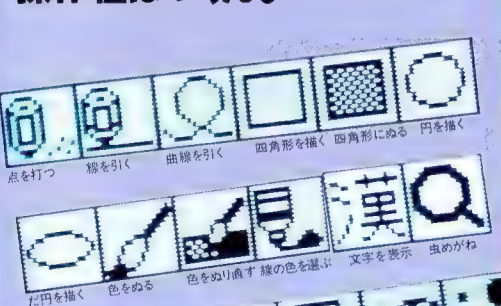 点を打つ 線を引く 曲線を引く 四角形を描く 四角形にぬる 円を描く
漢
だ円を描く 色をぬる 色をぬり直す 線の色を選ぶ 文字を表示 虫めがね